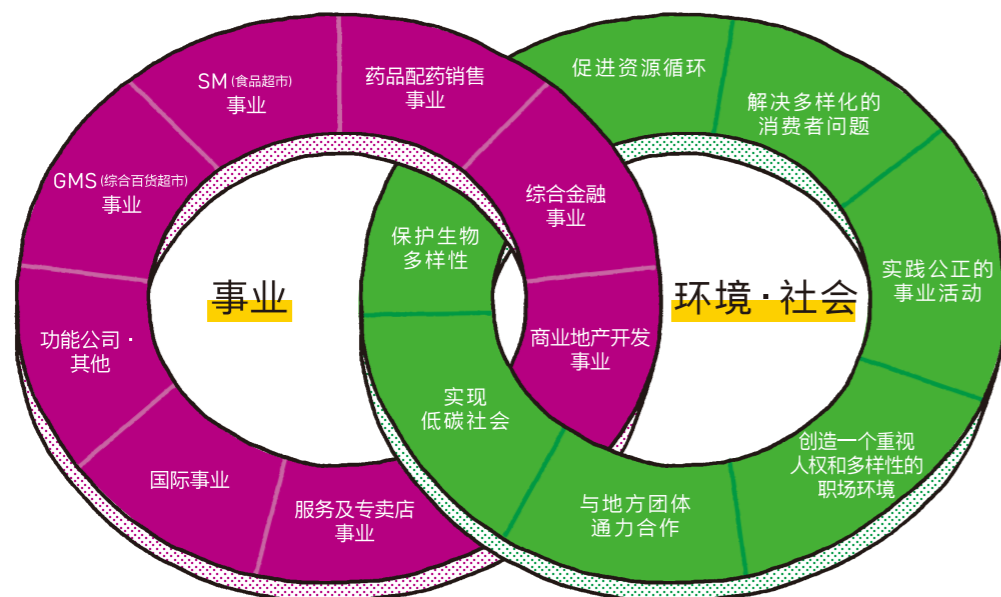 SM(食品超市)
事业
药品配药销售
事业
GMS(综合百货超市)
事业
综合金融
事业
功能公司·
其他
商业地产开发
事业
国际事业
服务及专卖店
事业
事业
促进资源循环
解决多样化的
消费者问题
保护生物
多样性
实践公正的
事业活动
实现
低碳社会
创造一个重视
人权和多样性的
职场环境
与地方团体
通力合作
环境·社会